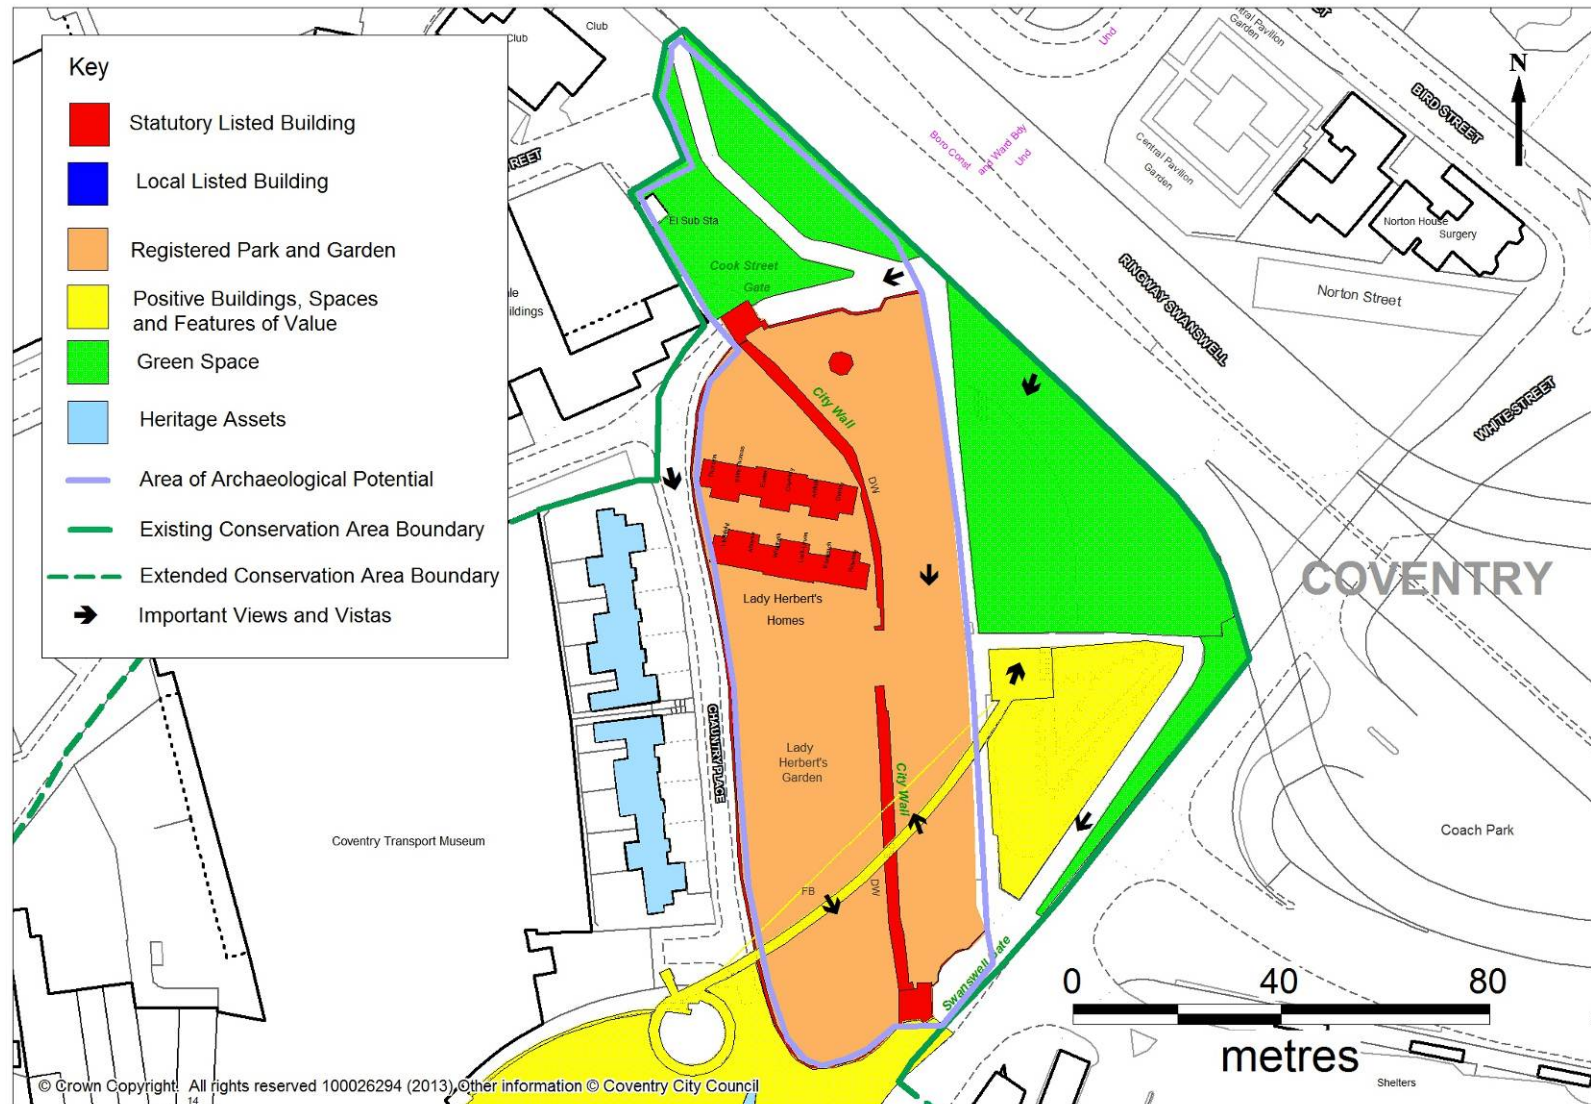 Key
Statutory Listed Building
Local Listed Building
Registered Park and Garden
Positive Buildings, Spaces
and Features of Value
Green Space
Heritage Assets
Area of Archaeological Potential
Existing Conservation Area Boundary
Extended Conservation Area Boundary
Important Views and Vistas
Club
Club
Und
Central Pavilion
Garden
N
BIRD STREET
Boro Const
and Ward Bdy
Und
Central Pavilion
Garden
Norton House
Surgery
El Sub Sta
Cook Street
Gate
Norton Street
RINGWAY SWANSWELL
WHITE STREET
City Wall
DW
COVENTRY
Lady Herbert's
Homes
CHAUNTRY PLACE
Lady
Herbert's
Garden
City Wall
Coventry Transport Museum
Coach Park
FB
DW
Swanswell Gate
0 40 80
metres
Shelters
© Crown Copyright. All rights reserved 100026294 (2013) Other information © Coventry City Council
14